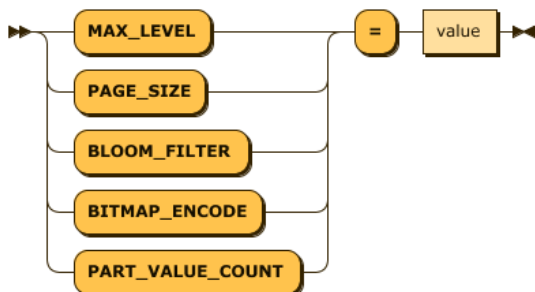 MAX_LEVEL = value
PAGE_SIZE
BLOOM_FILTER
BITMAP_ENCODE
PART_VALUE_COUNT